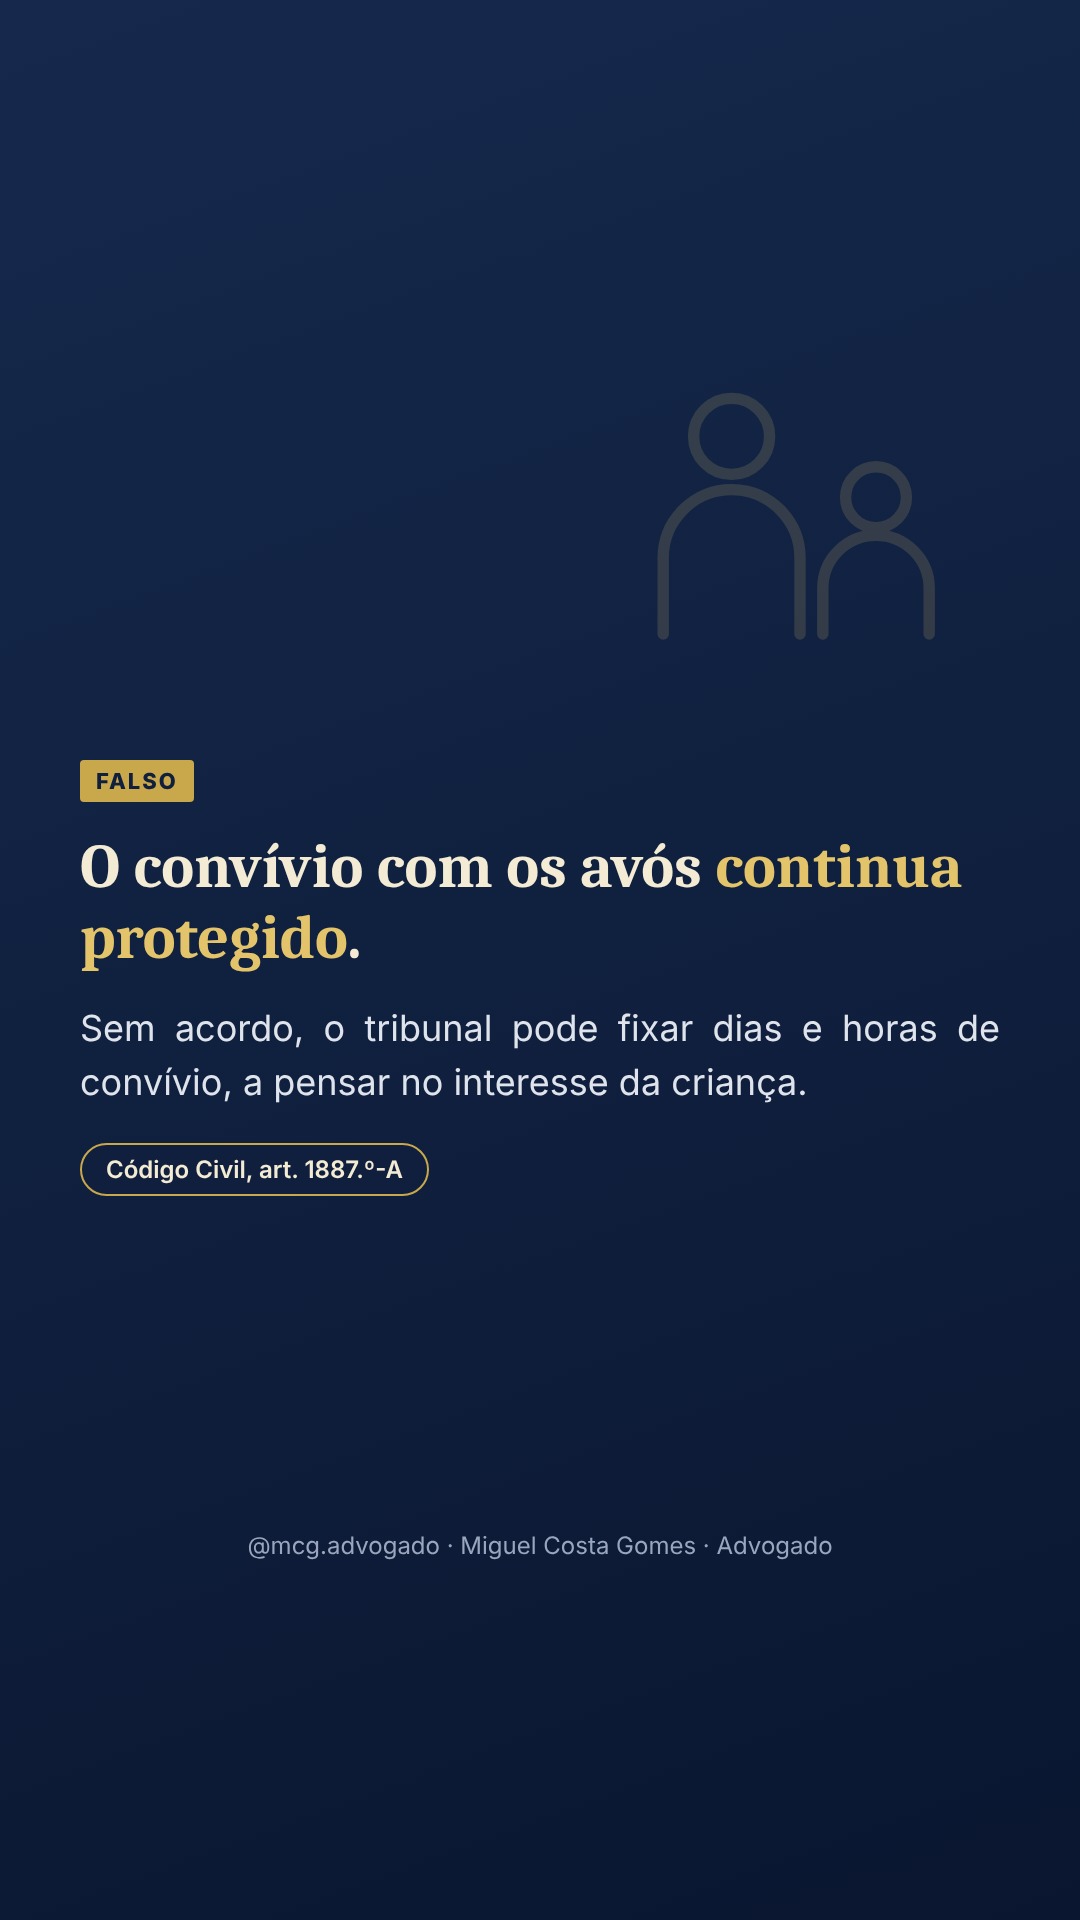 FALSO
O convívio com os avós continua
protegido.
Sem acordo, o tribunal pode fixar dias e horas de
convívio, a pensar no interesse da criança.
Código Civil, art. 1887.º-A
@mcg.advogado · Miguel Costa Gomes · Advogado